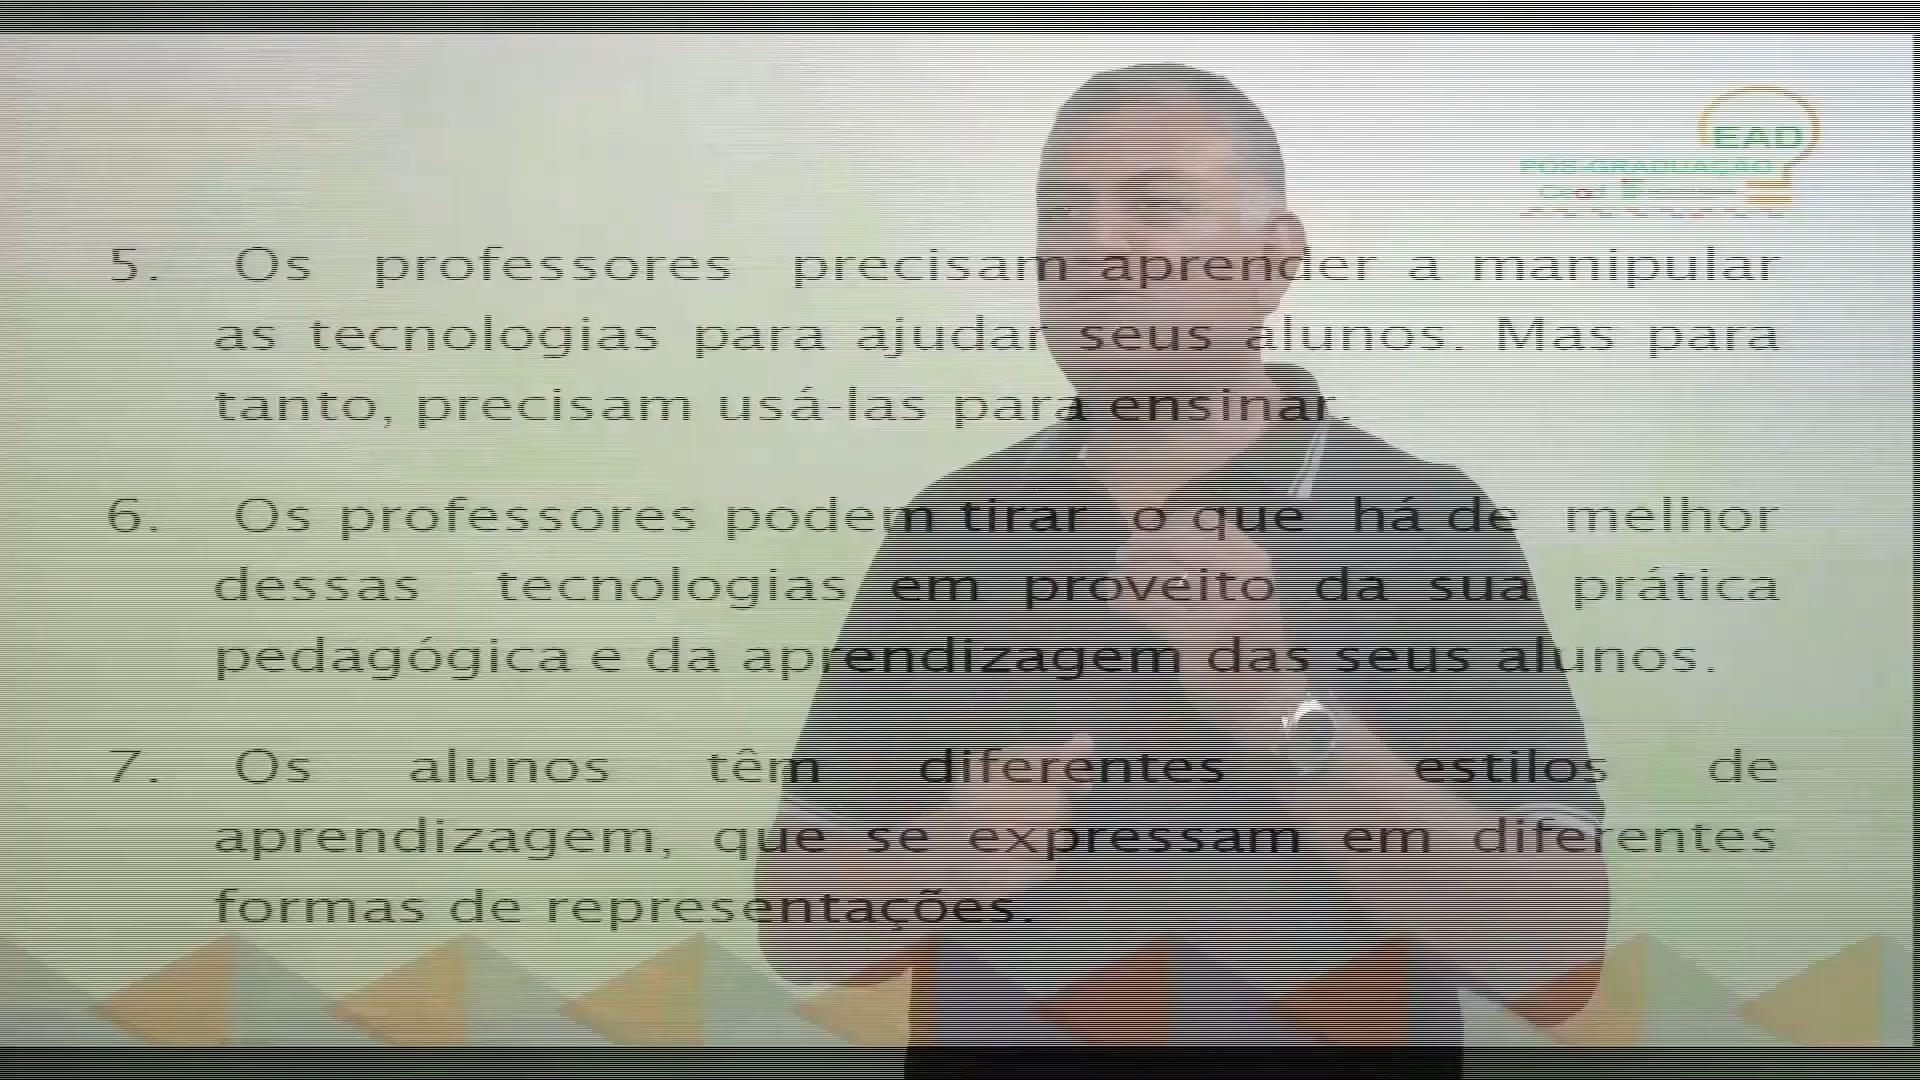 EAD
PÓS-GRADUAÇÃO
Cead
5. Os professores precisam aprender a manipular
as tecnologias para ajudar seus alunos. Mas para
tanto, precisam usá-las para ensinar.
6. Os professores podem tirar o que há de melhor
dessas tecnologias em proveito da sua prática
pedagógica e da aprendizagem das seus alunos.
7. Os alunos têm diferentes estilos de
aprendizagem, que se expressam em diferentes
formas de representações.